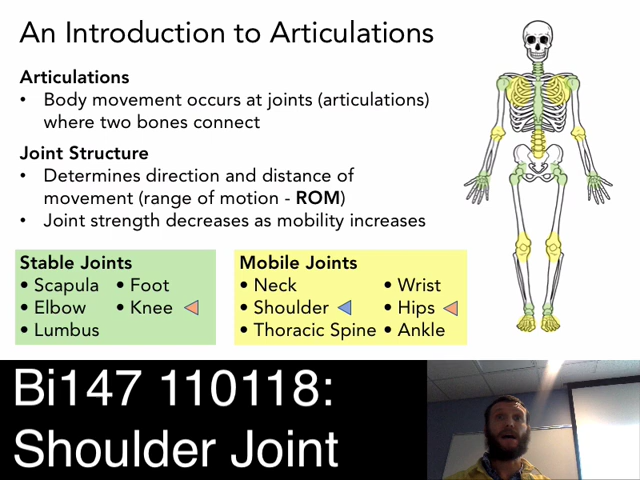 An Introduction to Articulations
Articulations
• Body movement occurs at joints (articulations)
where two bones connect
Joint Structure
• Determines direction and distance of
movement (range of motion - ROM)
• Joint strength decreases as mobility increases
Stable Joints
• Scapula • Foot
• Elbow • Knee
• Lumbus
Mobile Joints
• Neck • Wrist
• Shoulder • Hips
• Thoracic Spine • Ankle
Bi147 110118:
Shoulder Joint